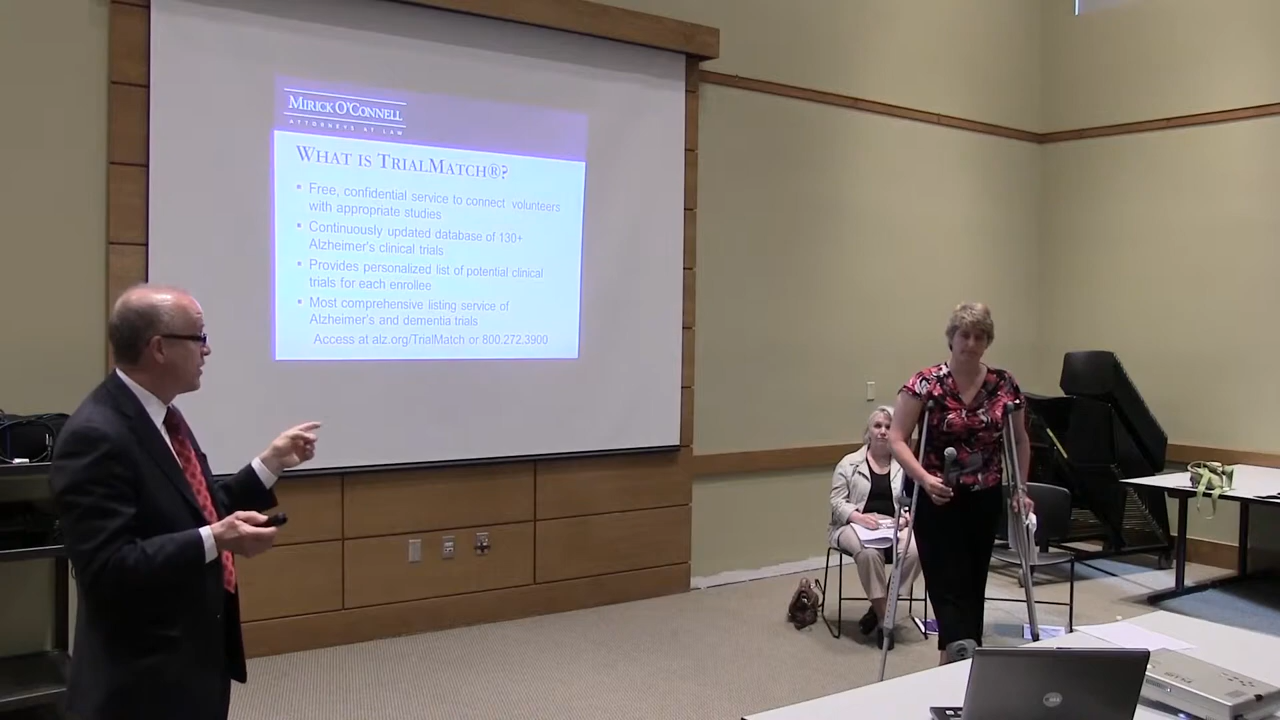 MIRICK O'CONNELL
ATTORNEYS AT LAW
WHAT IS TRIALMATCH®?
▪ Free, confidential service to connect volunteers
with appropriate studies
▪ Continuously updated database of 130+
Alzheimer's clinical trials
▪ Provides personalized list of potential clinical
trials for each enrollee
▪ Most comprehensive listing service of
Alzheimer's and dementia trials
Access at alz.org/TrialMatch or 800.272.3900
DELL